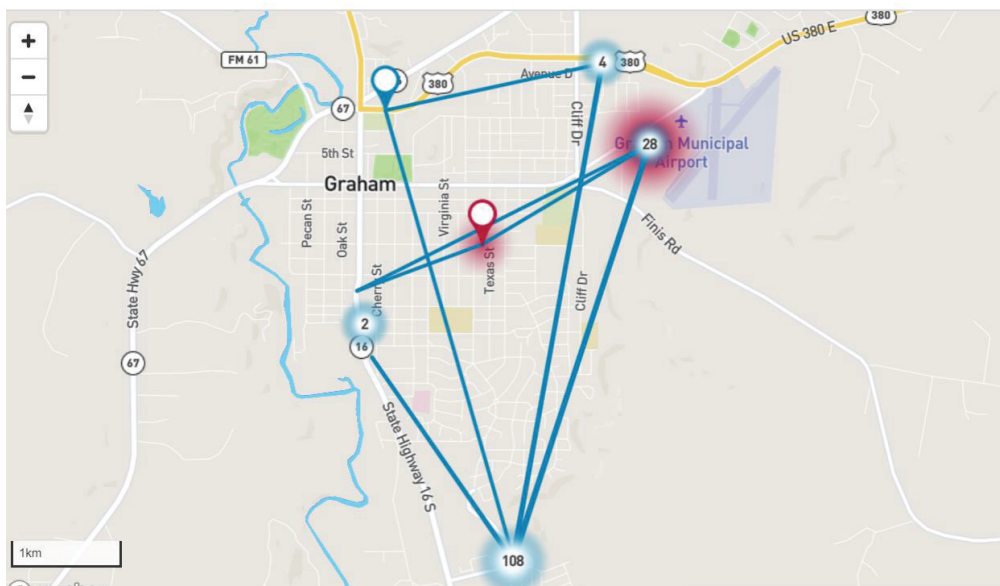 +
−
FM 61
67
380
Avenue D
4
380
US 380 E
380
Cliff Dr
28
Municipal
Airport
5th St
Graham
Virginia St
Pecan St
Oak St
Cherry St
Texas St
Cliff Dr
Finis Rd
State Hwy 67
67
2
16
State Highway 16 S
108
1km